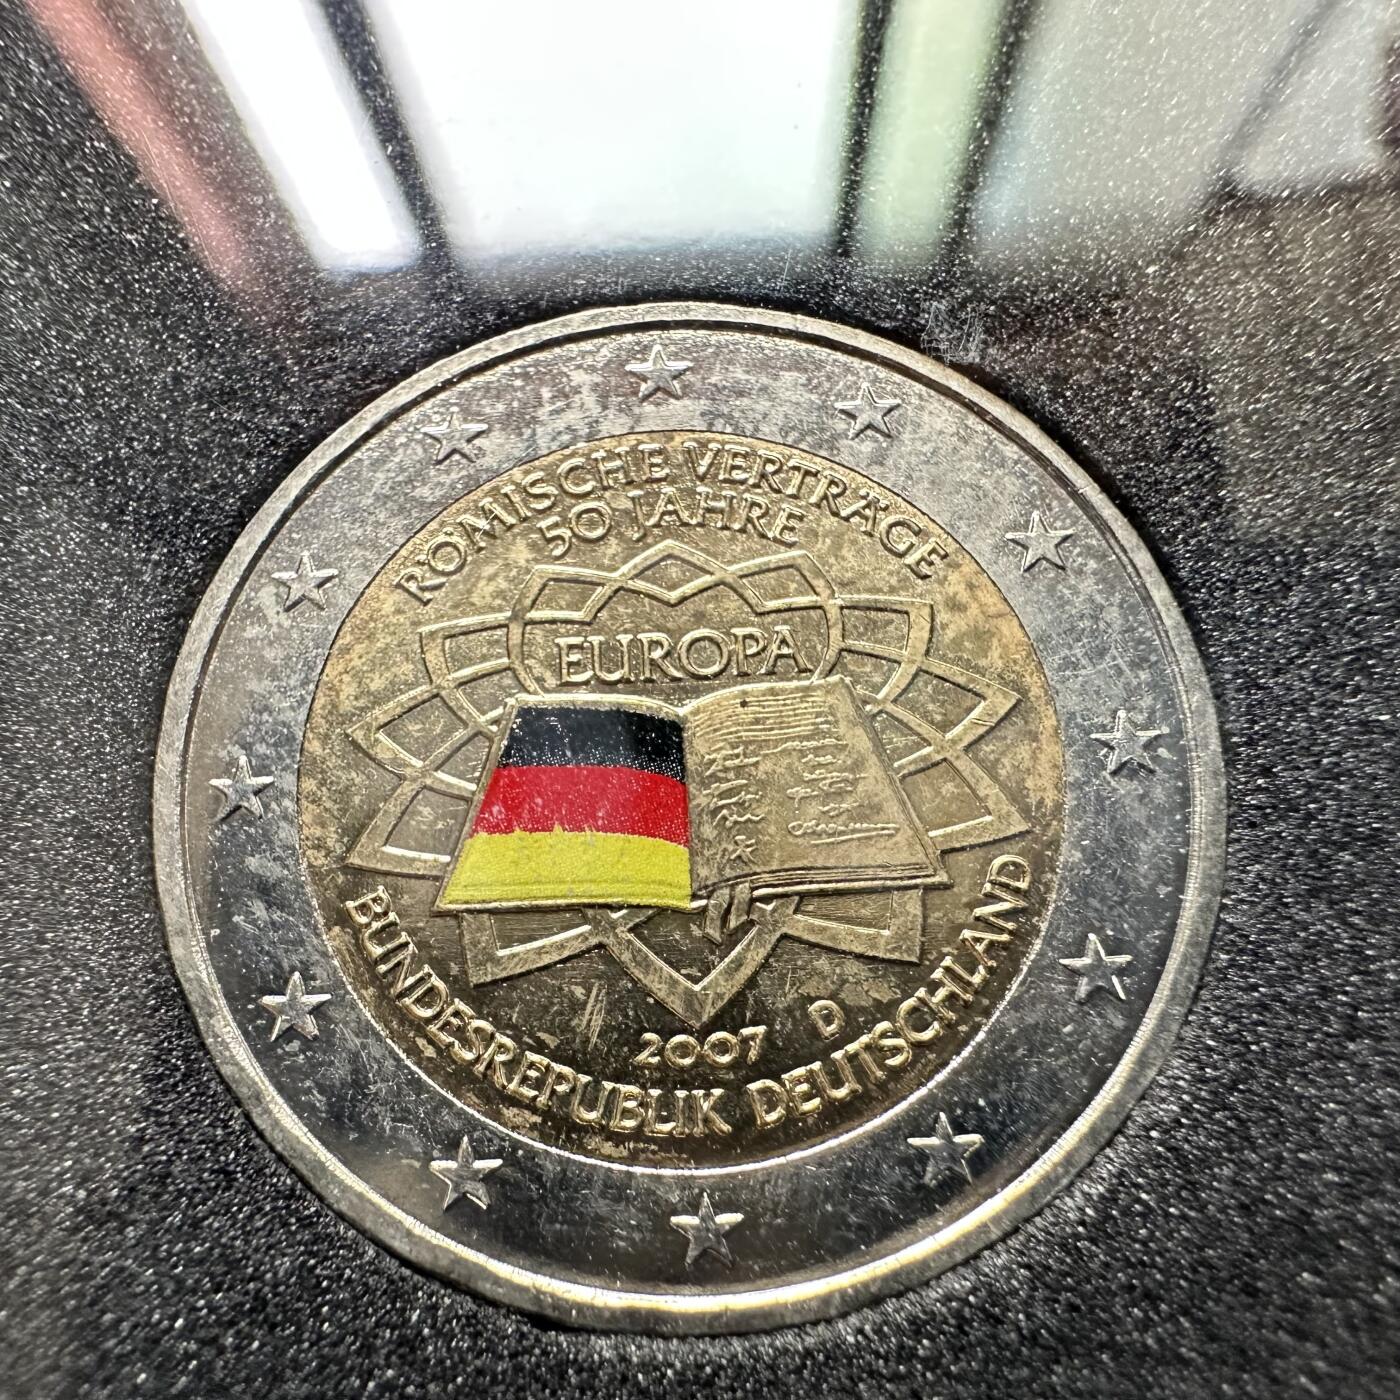 RÖMISCHE VERTRÄGE
50 JAHRE
EUROPA
2007 D
BUNDESREPUBLIK DEUTSCHLAND